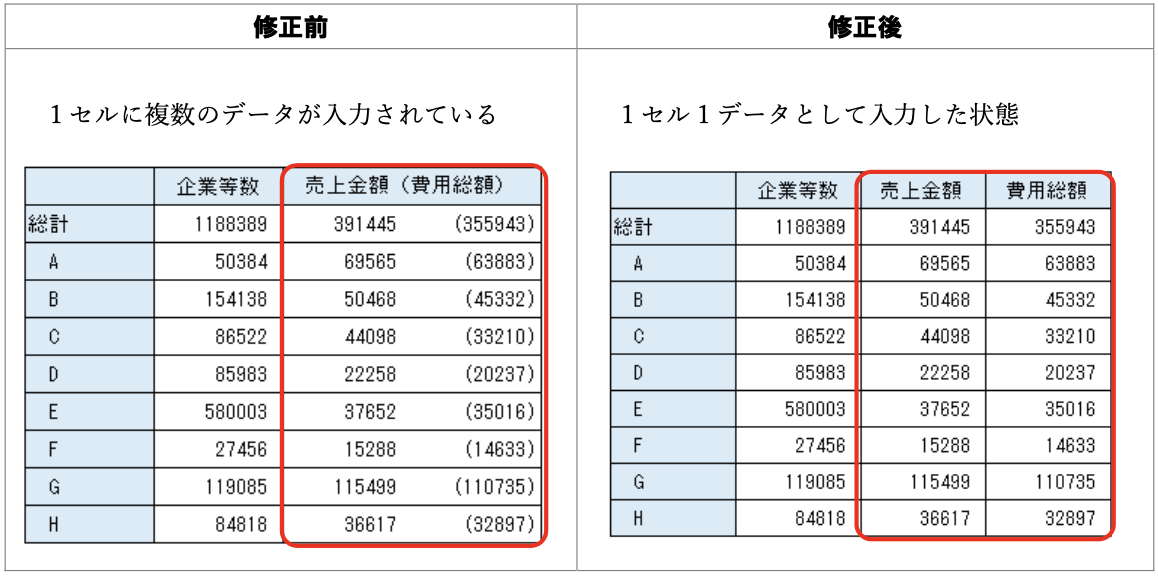 修正前
修正後
1セルに複数のデータが入力されている
1セル1データとして入力した状態
企業等数 売上金額（費用総額）
総計 1188389 391445 (355943)
A 50384 69565 (63883)
B 154138 50468 (45332)
C 86522 44098 (33210)
D 85983 22258 (20237)
E 580003 37652 (35016)
F 27456 15288 (14633)
G 119085 115499 (110735)
H 84818 36617 (32897)
企業等数 売上金額 費用総額
総計 1188389 391445 355943
A 50384 69565 63883
B 154138 50468 45332
C 86522 44098 33210
D 85983 22258 20237
E 580003 37652 35016
F 27456 15288 14633
G 119085 115499 110735
H 84818 36617 32897